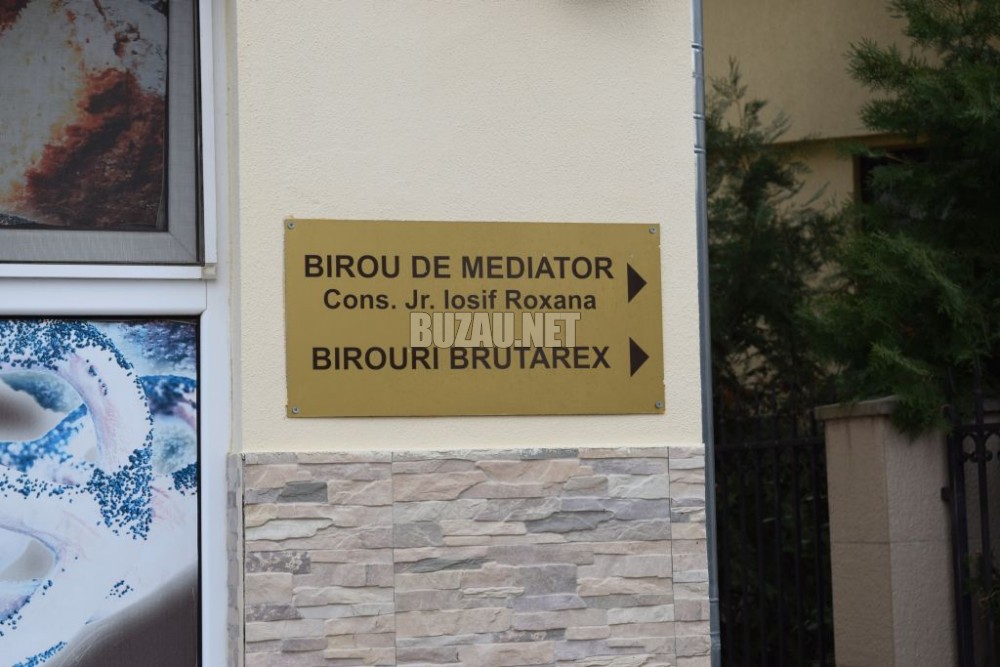 BIROU DE MEDIATOR
Cons. Jr. Iosif Roxana
BUZAU.NET
BIROURI BRUTAREX